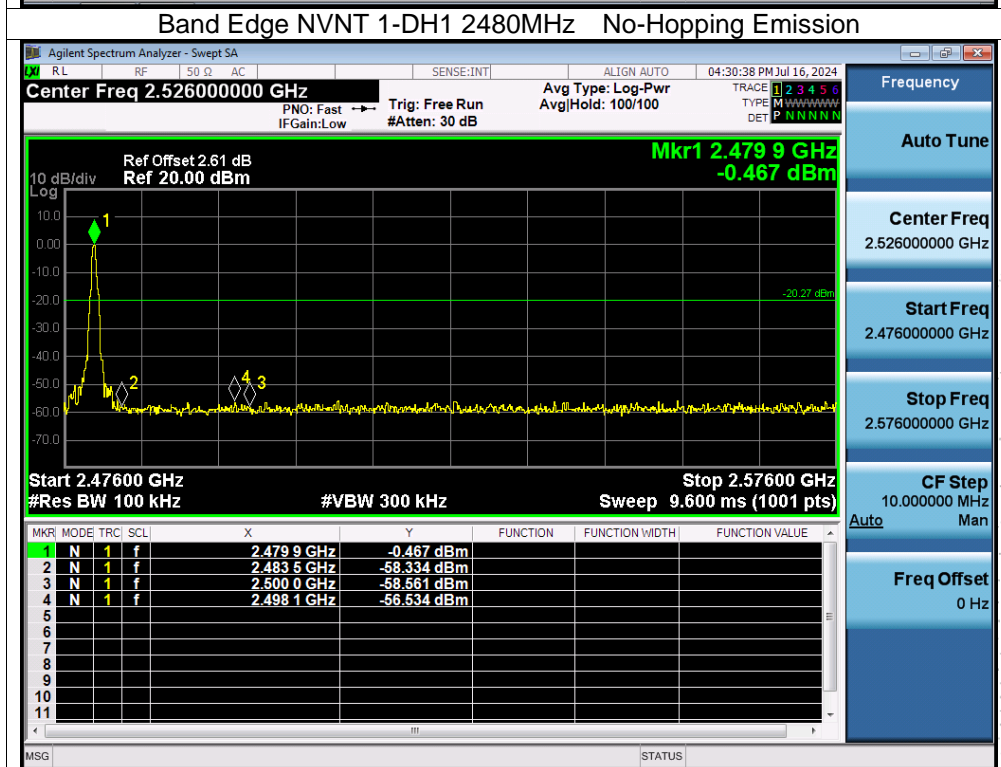 Band Edge NVNT 1-DH1 2480MHz No-Hopping Emission
Agilent Spectrum Analyzer - Swept SA
LXI RL RF 50 Ω AC SENSE:INT ALIGN AUTO 04:30:38 PM Jul 16, 2024
Center Freq 2.526000000 GHz
PNO: Fast
IFGain:Low
Trig: Free Run
#Atten: 30 dB
Avg Type: Log-Pwr
Avg|Hold: 100/100
TRACE 1 2 3 4 5 6
TYPE M WWWWW
DET P N N N N N
Frequency
Auto Tune
Center Freq
2.526000000 GHz
Start Freq
2.476000000 GHz
Stop Freq
2.576000000 GHz
CF Step
10.000000 MHz
Auto Man
Freq Offset
0 Hz
Mkr1 2.479 9 GHz
-0.467 dBm
Ref Offset 2.61 dB
10 dB/div Ref 20.00 dBm
Log
10.0
0.00
-10.0
-20.0
-30.0
-40.0
-50.0
-60.0
-70.0
1
-20.27 dBm
2
4
3
Start 2.47600 GHz Stop 2.57600 GHz
#Res BW 100 kHz #VBW 300 kHz Sweep 9.600 ms (1001 pts)
MKR MODE TRC SCL X Y FUNCTION FUNCTION WIDTH FUNCTION VALUE
1 N 1 f 2.479 9 GHz -0.467 dBm
2 N 1 f 2.483 5 GHz -58.334 dBm
3 N 1 f 2.500 0 GHz -58.561 dBm
4 N 1 f 2.498 1 GHz -56.534 dBm
5
6
7
8
9
10
11
MSG STATUS